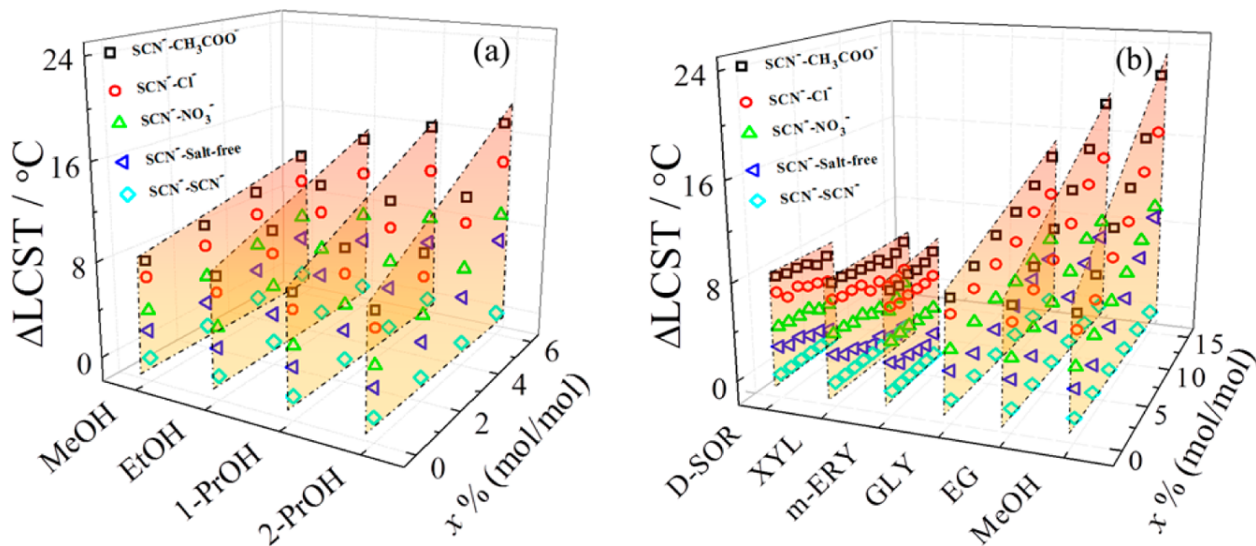 (a)
24
16
8
0
ΔLCST / °C
SCN⁻-CH₃COO⁻
SCN⁻-Cl⁻
SCN⁻-NO₃⁻
SCN⁻-Salt-free
SCN⁻-SCN⁻
MeOH
EtOH
1-PrOH
2-PrOH
0
2
4
6
x % (mol/mol)
(b)
24
16
8
0
ΔLCST / °C
SCN⁻-CH₃COO⁻
SCN⁻-Cl⁻
SCN⁻-NO₃⁻
SCN⁻-Salt-free
SCN⁻-SCN⁻
D-SOR
XYL
m-ERY
GLY
EG
MeOH
0
5
10
15
x % (mol/mol)